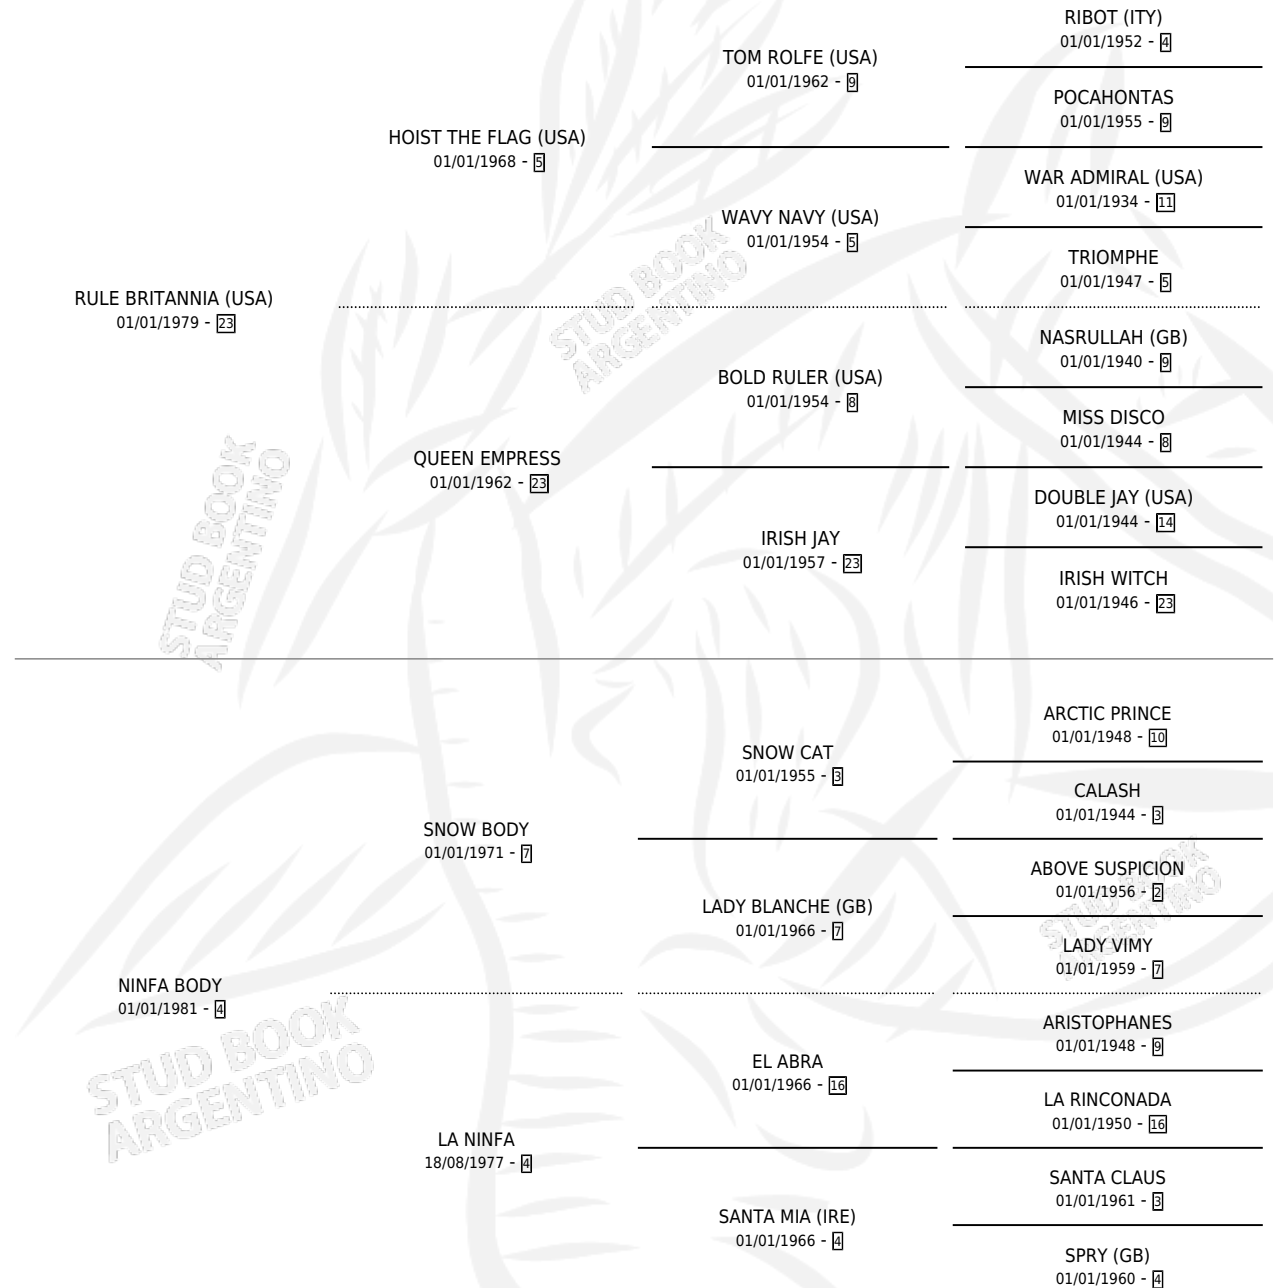 RIBOT (ITY)
01/01/1952 - 4
TOM ROLFE (USA)
01/01/1962 - 9
POCAHONTAS
01/01/1955 - 9
HOIST THE FLAG (USA)
01/01/1968 - 5
WAR ADMIRAL (USA)
01/01/1934 - 11
WAVY NAVY (USA)
01/01/1954 - 5
TRIOMPHE
01/01/1947 - 5
RULE BRITANNIA (USA)
01/01/1979 - 23
NASRULLAH (GB)
01/01/1940 - 9
BOLD RULER (USA)
01/01/1954 - 8
MISS DISCO
01/01/1944 - 8
QUEEN EMPRESS
01/01/1962 - 23
DOUBLE JAY (USA)
01/01/1944 - 14
IRISH JAY
01/01/1957 - 23
IRISH WITCH
01/01/1946 - 23
ARCTIC PRINCE
01/01/1948 - 10
SNOW CAT
01/01/1955 - 3
CALASH
01/01/1944 - 3
SNOW BODY
01/01/1971 - 7
ABOVE SUSPICION
01/01/1956 - 2
LADY BLANCHE (GB)
01/01/1966 - 7
LADY VIMY
01/01/1959 - 7
NINFA BODY
01/01/1981 - 4
ARISTOPHANES
01/01/1948 - 9
EL ABRA
01/01/1966 - 16
LA RINCONADA
01/01/1950 - 16
LA NINFA
18/08/1977 - 4
SANTA CLAUS
01/01/1961 - 3
SANTA MIA (IRE)
01/01/1966 - 4
SPRY (GB)
01/01/1960 - 4
STUD BOOK
ARGENTINO
STUD BOOK
ARGENTINO
STUD BOOK
ARGENTINO
STUD BOOK
ARGENTINO